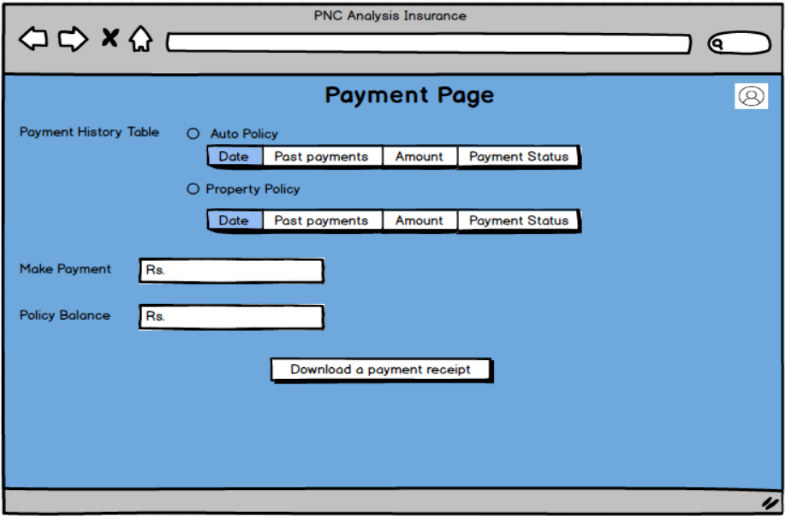 PNC Analysis Insurance
Payment Page
Payment History Table
Auto Policy
Date Past payments Amount Payment Status
Property Policy
Date Past payments Amount Payment Status
Make Payment Rs.
Policy Balance Rs.
Download a payment receipt